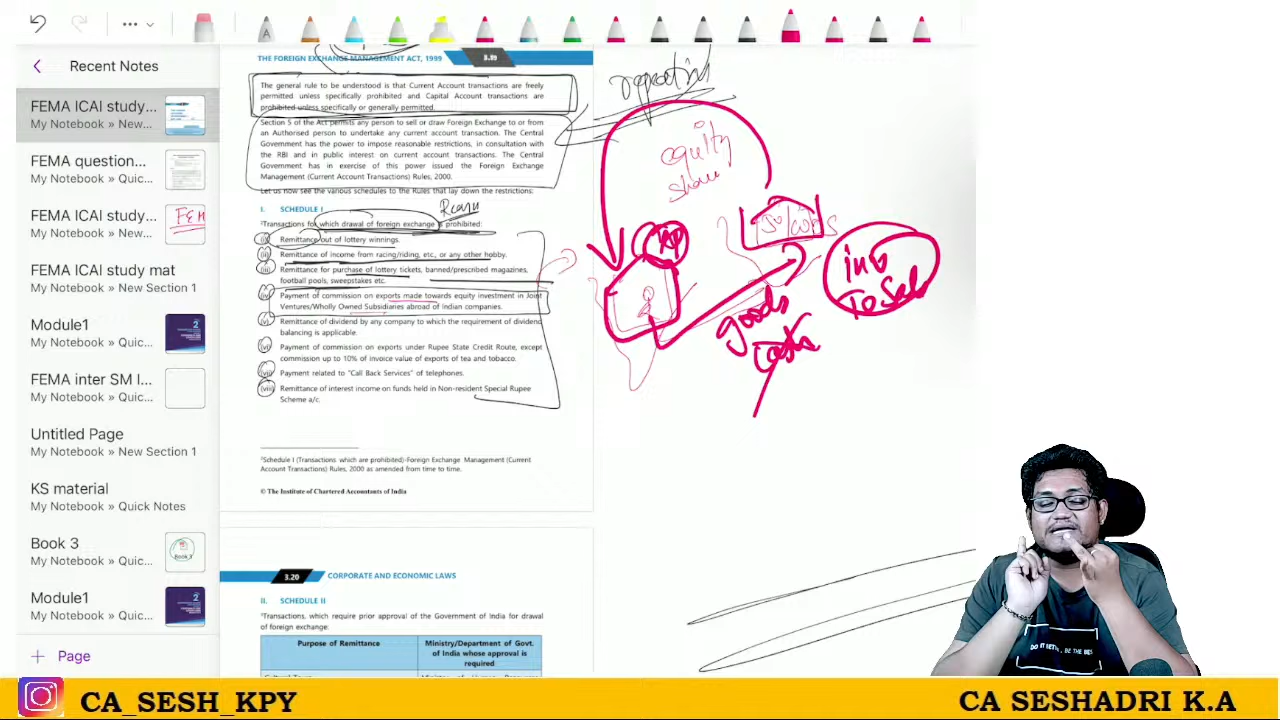 Recent Notes
FEMA ICAI study...
My Notebook » Quic...
FEMA question...
My Notebook » Quic...
FEMA ICAI study...
My Notebook » Quic...
FEMA ICAI study mat
My Notebook » New Section 1
Module1
My Notebook » Quic...
FEMA Inter SM I...
My Notebook » Quic...
Untitled Page
My Notebook » New Section 1
KS material
My Notebook » Quick Notes
Book 3
My Notebook » Quic...
Module1
My Notebook » Quic...
+ Page
THE FOREIGN EXCHANGE MANAGEMENT ACT, 1999
3.19
The general rule to be understood is that Current Account transactions are freely
permitted unless specifically prohibited and Capital Account transactions are
prohibited unless specifically or generally permitted.
Section 5 of the Act permits any person to sell or draw Foreign Exchange to or from
an Authorised person to undertake any current account transaction. The Central
Government has the power to impose reasonable restrictions, in consultation
with the RBI and in public interest on current account transactions. The Central
Government has in exercise of this power issued the Foreign Exchange
Management (Current Account Transactions) Rules, 2000.
Let us now see the various schedules to the Rules that lay down the restrictions:
I. SCHEDULE I
²Transactions for which drawal of foreign exchange is prohibited:
(i) Remittance out of lottery winnings.
(ii) Remittance of income from racing/riding, etc., or any other hobby.
(iii) Remittance for purchase of lottery tickets, banned/prescribed magazines,
football pools, sweepstakes etc.
(iv) Payment of commission on exports made towards equity investment in Joint
Ventures/Wholly Owned Subsidiaries abroad of Indian companies.
(v) Remittance of dividend by any company to which the requirement of dividend
balancing is applicable.
(vi) Payment of commission on exports under Rupee State Credit Route, except
commission up to 10% of invoice value of exports of tea and tobacco.
(vii) Payment related to "Call Back Services" of telephones.
(viii) Remittance of interest income on funds held in Non-resident Special Rupee
Scheme a/c.
²Schedule I (Transactions which are prohibited)-Foreign Exchange Management (Current
Account Transactions) Rules, 2000 as amended from time to time.
© The Institute of Chartered Accountants of India
3.20
CORPORATE AND ECONOMIC LAWS
II. SCHEDULE II
Transactions, which require prior approval of the Government of India for drawal
of foreign exchange:
Purpose of Remittance
Ministry/Department of Govt.
of India whose approval is
required
equity
share
goods
DO IT BETTER, BE THE BEST
CA_SESH_KPY
CA SESHADRI K.A